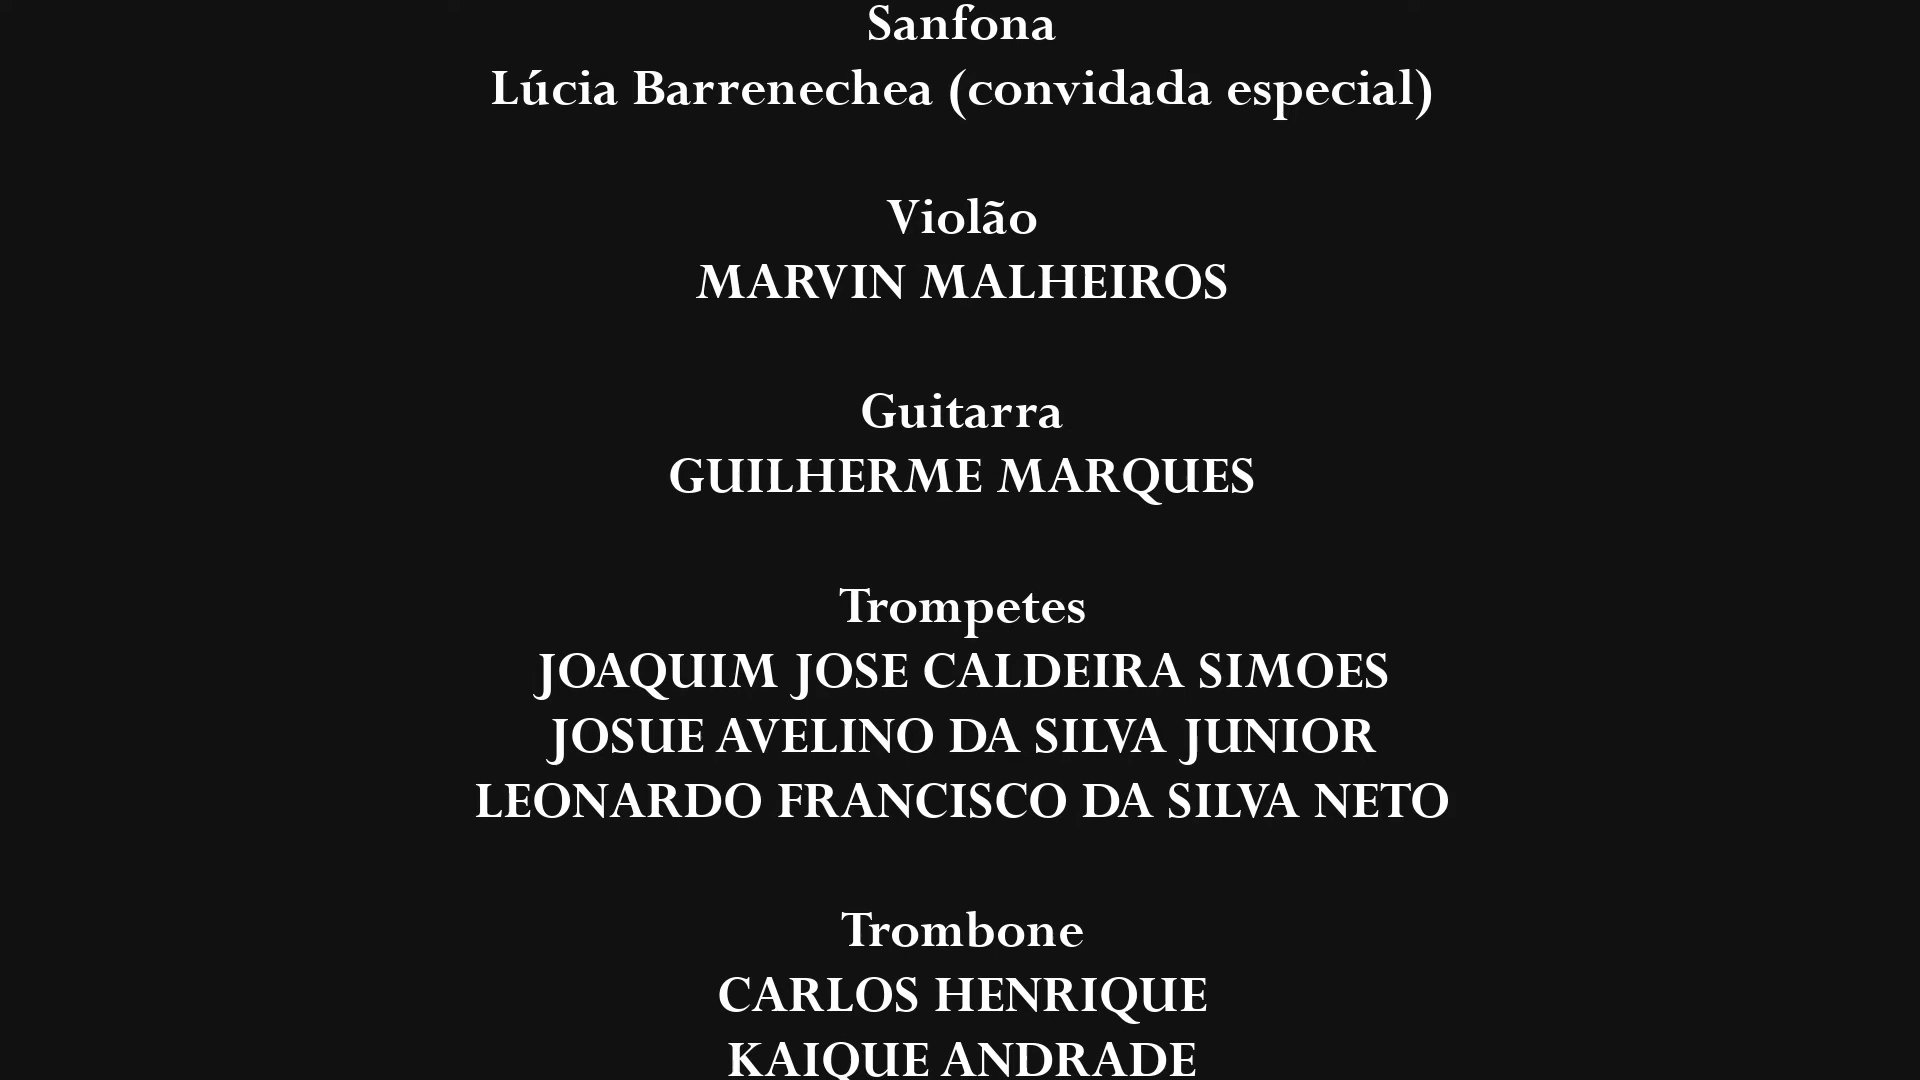 Sanfona
Lúcia Barrenechea (convidada especial)
Violão
MARVIN MALHEIROS
Guitarra
GUILHERME MARQUES
Trompetes
JOAQUIM JOSE CALDEIRA SIMOES
JOSUE AVELINO DA SILVA JUNIOR
LEONARDO FRANCISCO DA SILVA NETO
Trombone
CARLOS HENRIQUE
KAIQUE ANDRADE